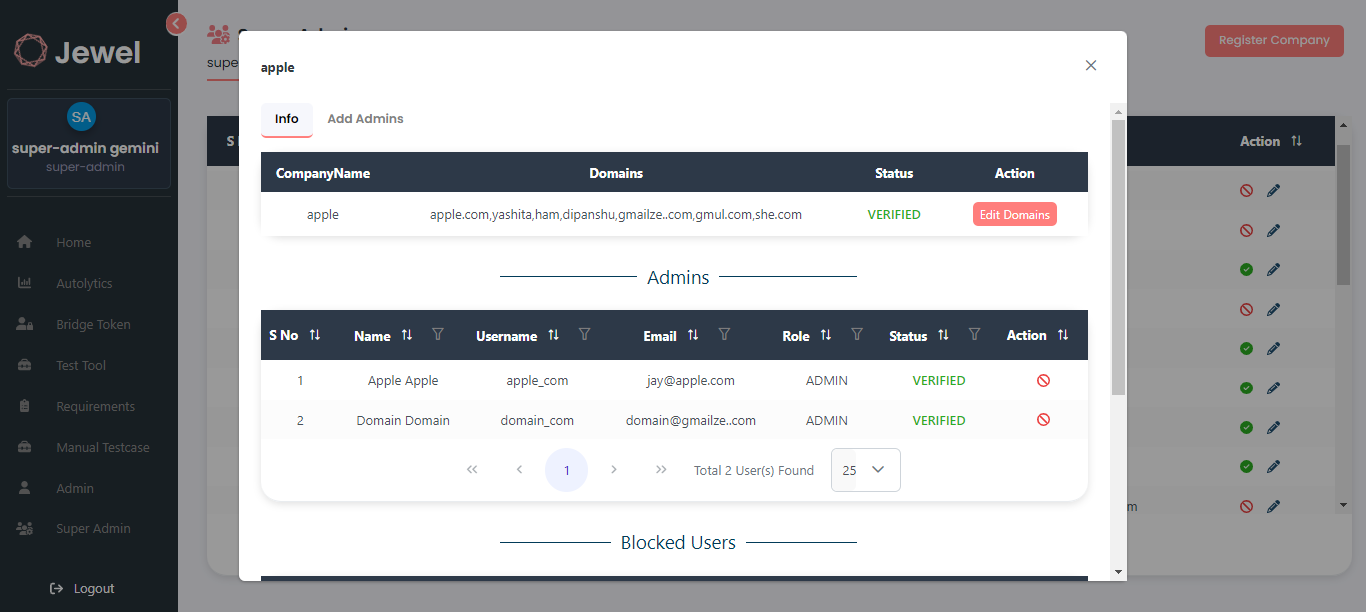 Jewel
SA
super-admin gemini
super-admin
Home
Autolytics
Bridge Token
Test Tool
Requirements
Manual Testcase
Admin
Super Admin
Logout
supe
Register Company
S
Action
m
apple
Info Add Admins
CompanyName Domains Status Action
apple apple.com,yashita,ham,dipanshu,gmailze..com,gmul.com,she.com VERIFIED Edit Domains
Admins
S No Name Username Email Role Status Action
1 Apple Apple apple_com jay@apple.com ADMIN VERIFIED
2 Domain Domain domain_com domain@gmailze..com ADMIN VERIFIED
1 Total 2 User(s) Found 25
Blocked Users